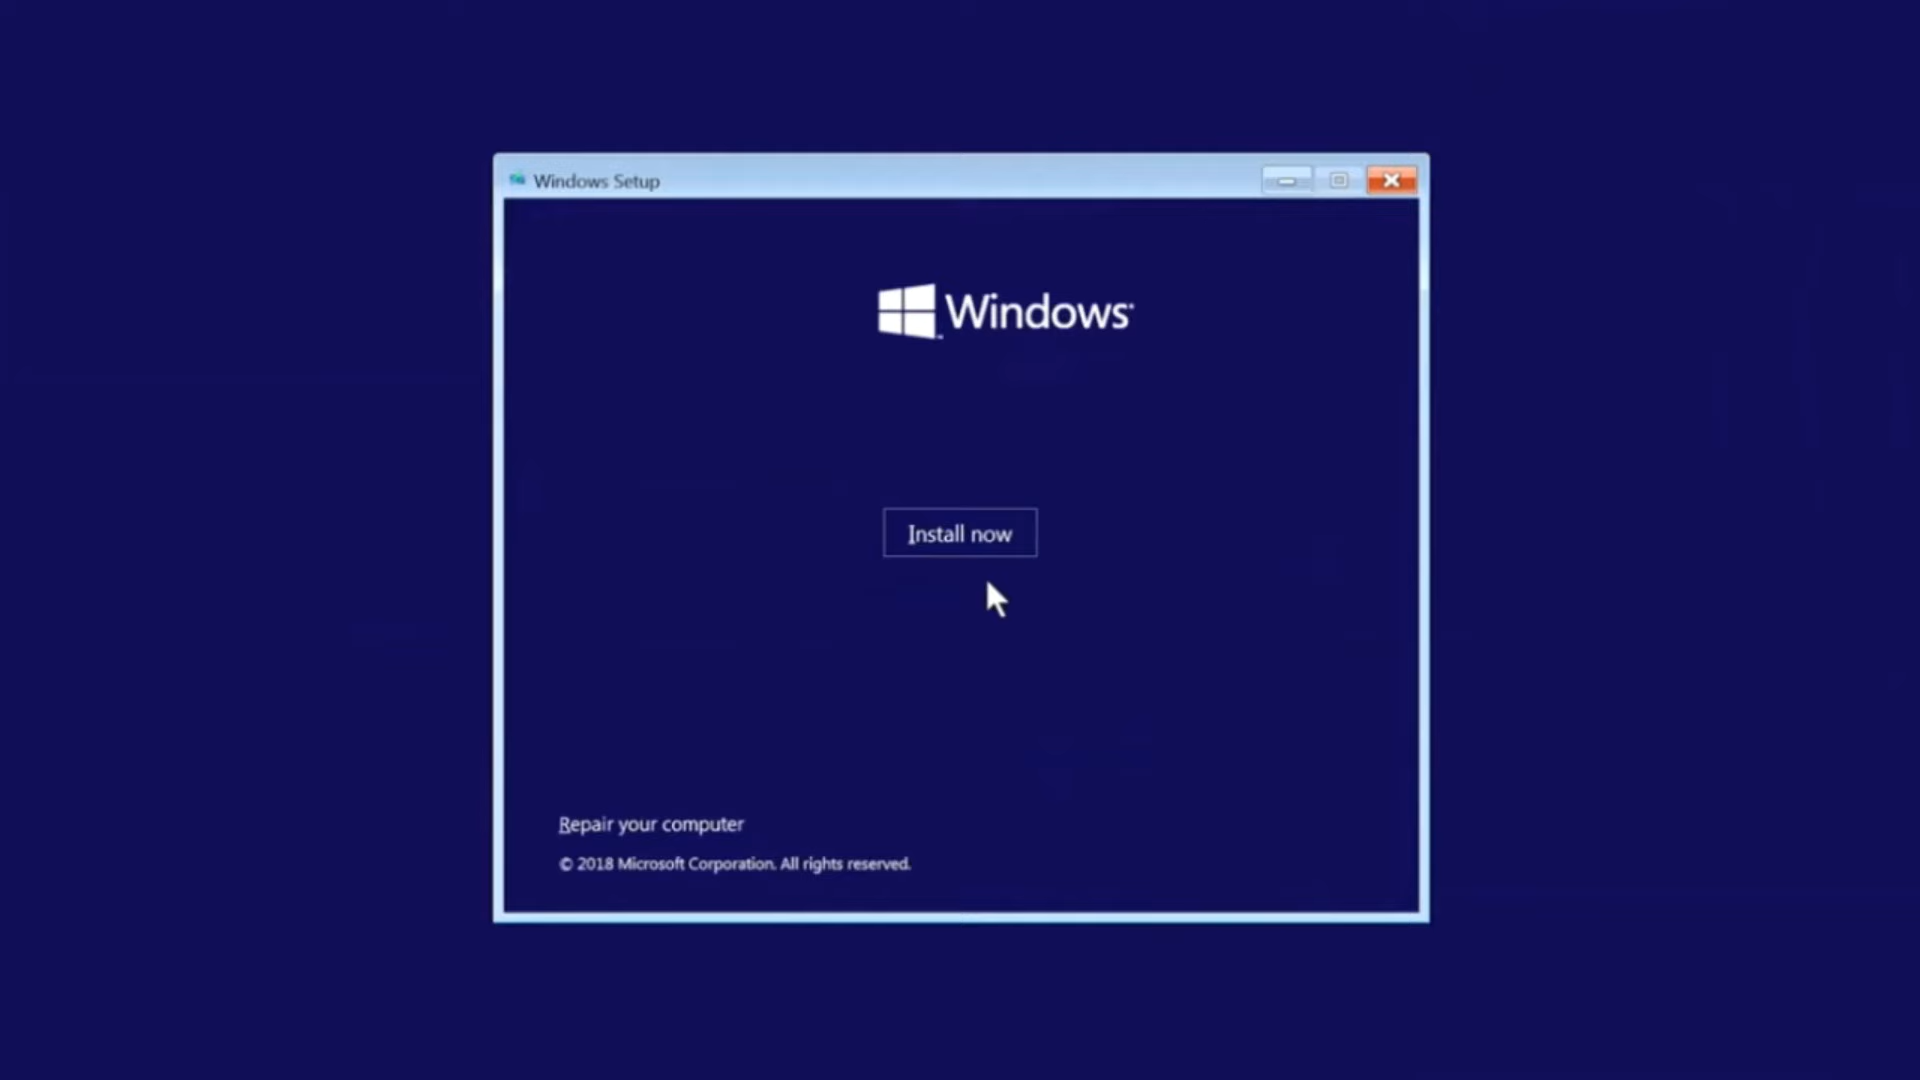 Windows Setup
Windows
Install now
Repair your computer
© 2018 Microsoft Corporation. All rights reserved.